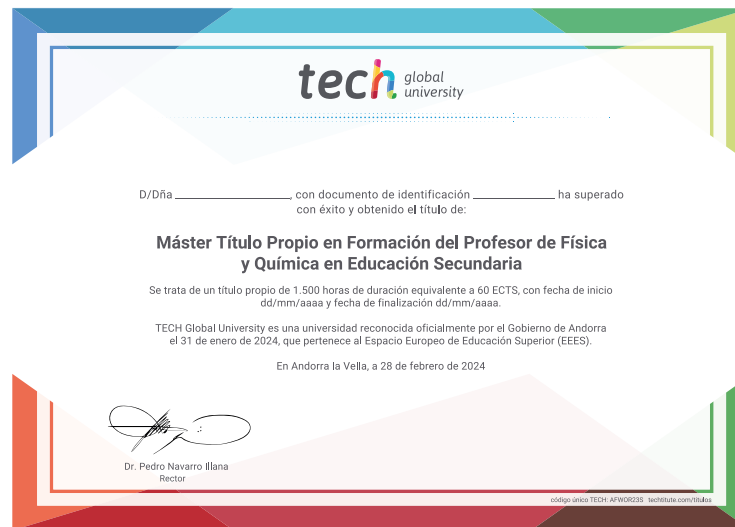 tech global
university
D/Dña ____________________, con documento de identificación ______________ ha superado
con éxito y obtenido el título de:
Máster Título Propio en Formación del Profesor de Física
y Química en Educación Secundaria
Se trata de un título propio de 1.500 horas de duración equivalente a 60 ECTS, con fecha de inicio
dd/mm/aaaa y fecha de finalización dd/mm/aaaa.
TECH Global University es una universidad reconocida oficialmente por el Gobierno de Andorra
el 31 de enero de 2024, que pertenece al Espacio Europeo de Educación Superior (EEES).
En Andorra la Vella, a 28 de febrero de 2024
Dr. Pedro Navarro Illana
Rector
código único TECH: AFWOR23S techtitute.com/titulos